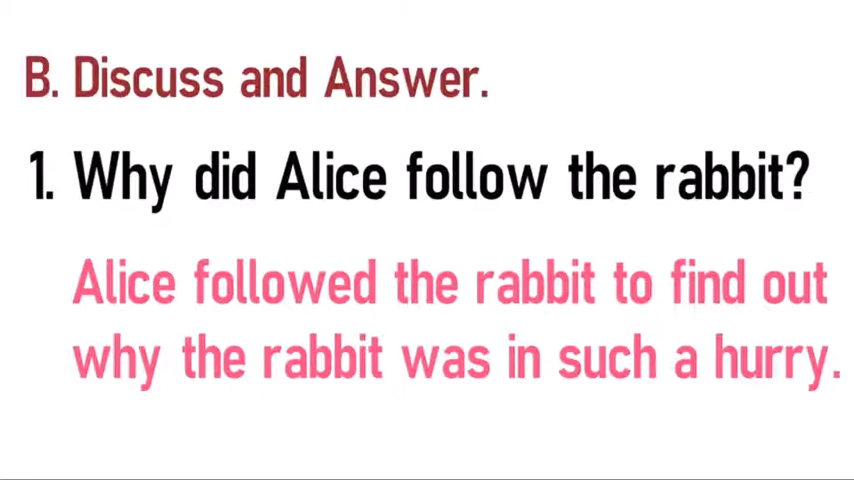 B. Discuss and Answer.
1. Why did Alice follow the rabbit?
Alice followed the rabbit to find out
why the rabbit was in such a hurry.